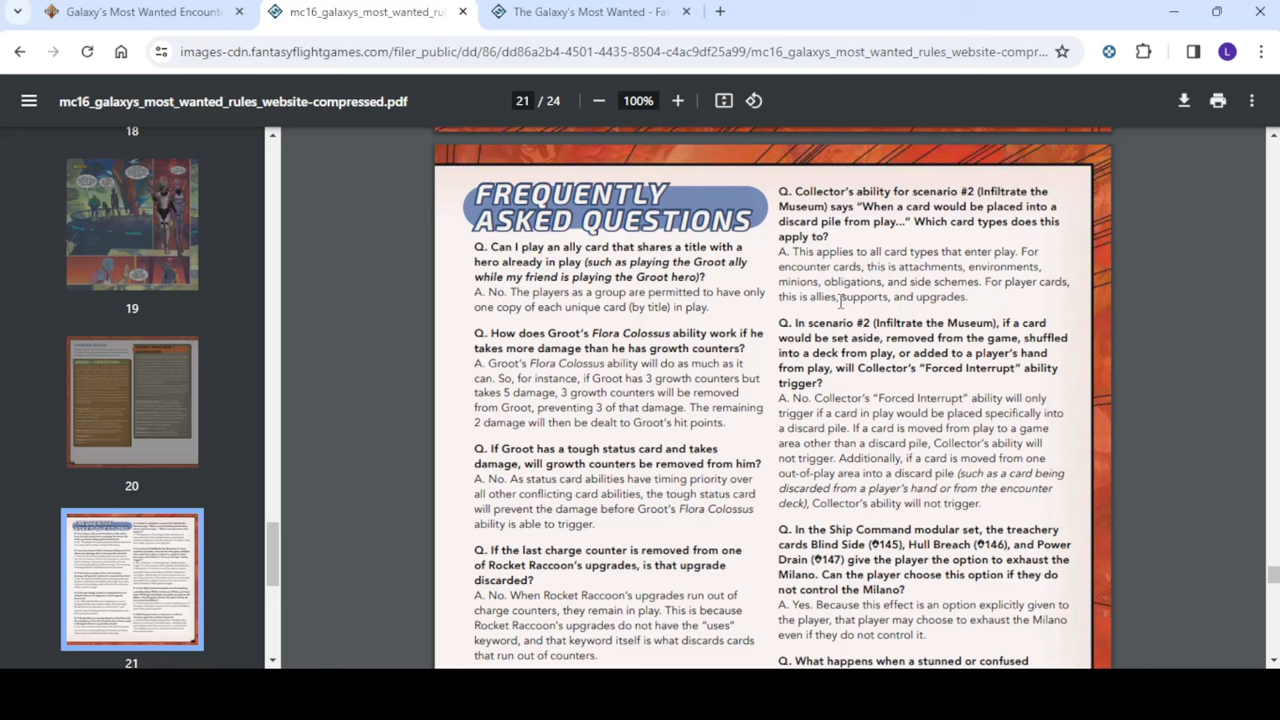 Galaxy's Most Wanted Encount
mc16_galaxys_most_wanted_rul
The Galaxy's Most Wanted - Fan
images-cdn.fantasyflightgames.com/filer_public/dd/86/dd86a2b4-4501-4435-8504-c4ac9df25a99/mc16_galaxys_most_wanted_rules_website-compr...
L
mc16_galaxys_most_wanted_rules_website-compressed.pdf
21 / 24
100%
18
19
20
21
FREQUENTLY
ASKED QUESTIONS
Q. Can I play an ally card that shares a title with a
hero already in play (such as playing the Groot ally
while my friend is playing the Groot hero)?
A. No. The players as a group are permitted to have only
one copy of each unique card (by title) in play.
Q. How does Groot's Flora Colossus ability work if he
takes more damage than he has growth counters?
A. Groot's Flora Colossus ability will do as much as it
can. So, for instance, if Groot has 3 growth counters but
takes 5 damage, 3 growth counters will be removed
from Groot, preventing 3 of that damage. The remaining
2 damage will then be dealt to Groot's hit points.
Q. If Groot has a tough status card and takes
damage, will growth counters be removed from him?
A. No. As status card abilities have timing priority over
all other conflicting card abilities, the tough status card
will prevent the damage before Groot's Flora Colossus
ability is able to trigger.
Q. If the last charge counter is removed from one
of Rocket Raccoon's upgrades, is that upgrade
discarded?
A. No. When Rocket Raccoon's upgrades run out of
charge counters, they remain in play. This is because
Rocket Raccoon's upgrades do not have the "uses"
keyword, and that keyword itself is what discards cards
that run out of counters.
Q. Collector's ability for scenario #2 (Infiltrate the
Museum) says "When a card would be placed into a
discard pile from play..." Which card types does this
apply to?
A. This applies to all card types that enter play. For
encounter cards, this is attachments, environments,
minions, obligations, and side schemes. For player cards,
this is allies, supports, and upgrades.
Q. In scenario #2 (Infiltrate the Museum), if a card
would be set aside, removed from the game, shuffled
into a deck from play, or added to a player's hand
from play, will Collector's "Forced Interrupt" ability
trigger?
A. No. Collector's "Forced Interrupt" ability will only
trigger if a card in play would be placed specifically into
a discard pile. If a card is moved from play to a game
area other than a discard pile, Collector's ability will
not trigger. Additionally, if a card is moved from one
out-of-play area into a discard pile (such as a card being
discarded from a player's hand or from the encounter
deck), Collector's ability will not trigger.
Ship Command modular set, the treachery
cards Blind Side (145), Hull Breach (146), and Power
Drain (147) give the player the option to exhaust the
Milano. Can the player choose this option if they do
not control the Milano?
A. Yes. Because this effect is an option explicitly given to
the player, that player may choose to exhaust the Milano
even if they do not control it.
Q. What happens when a stunned or confused